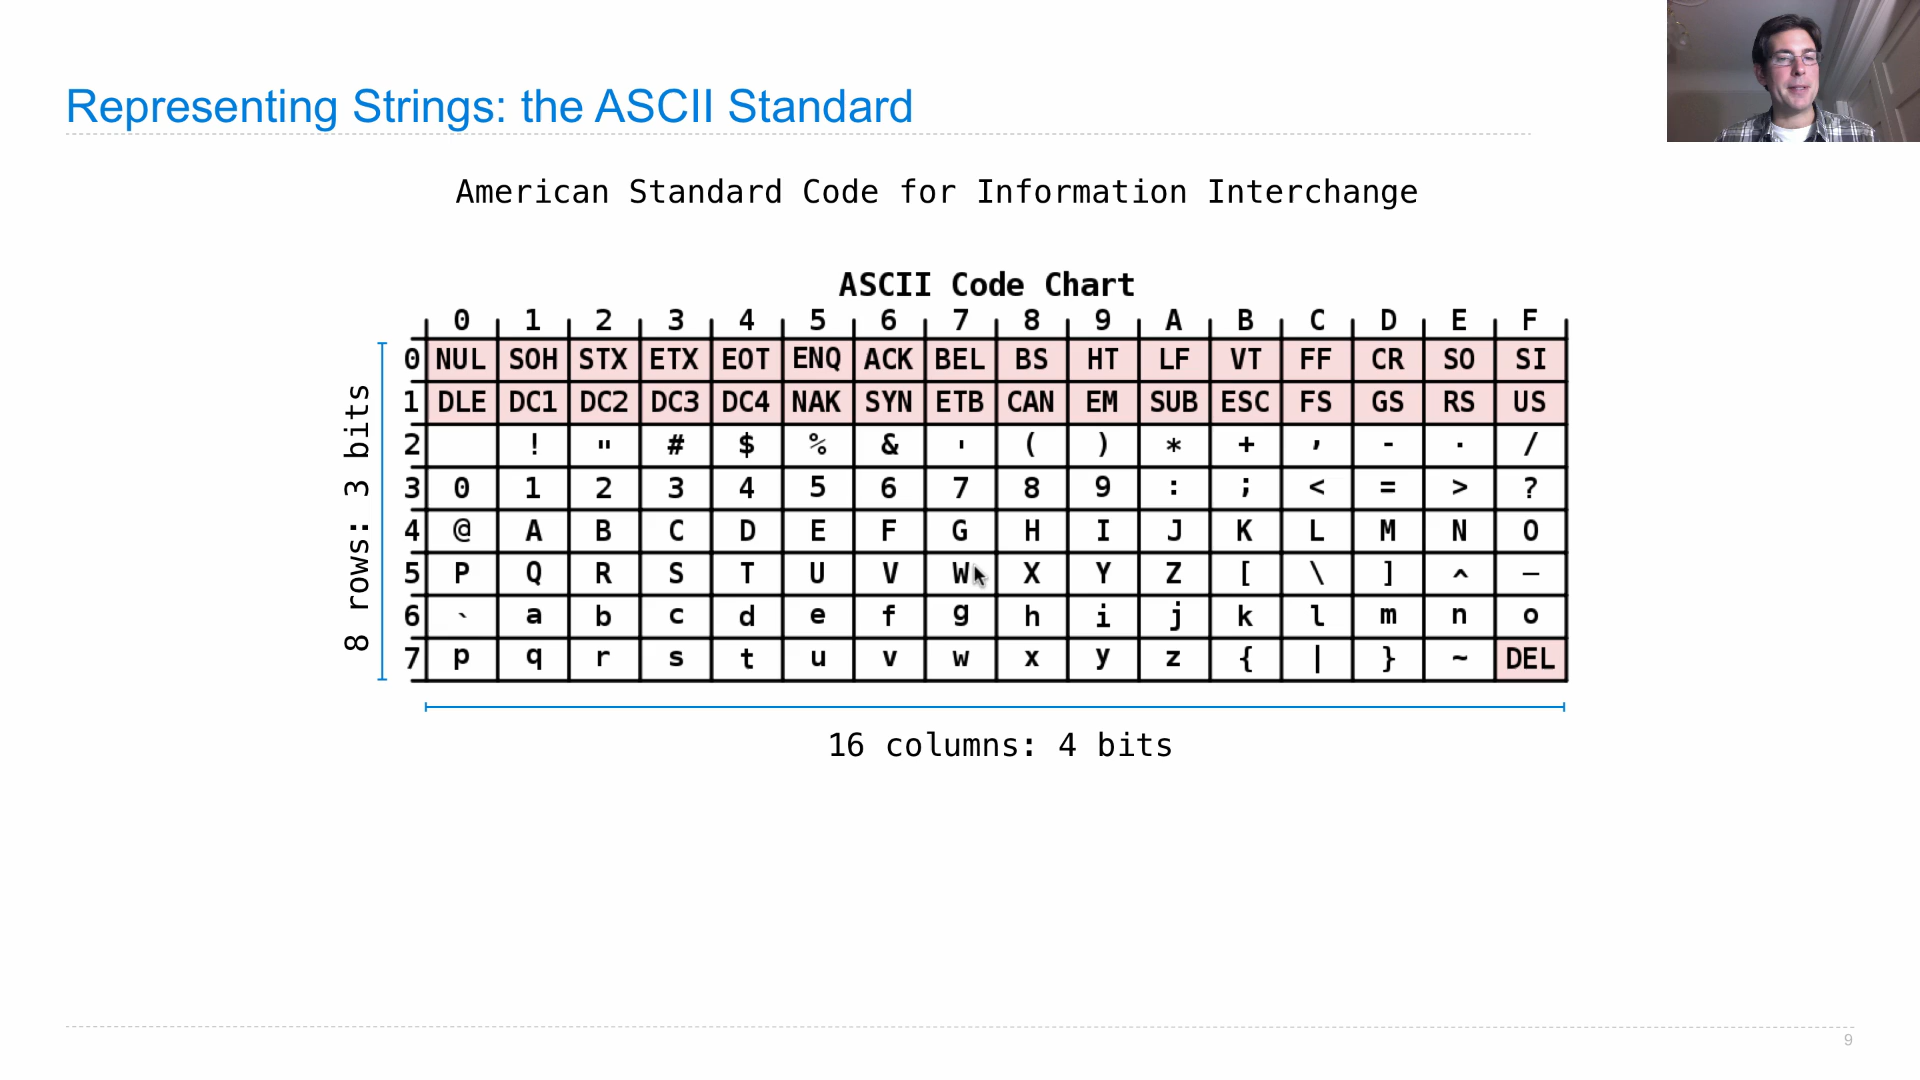 Representing Strings: the ASCII Standard
American Standard Code for Information Interchange
ASCII Code Chart
0 1 2 3 4 5 6 7 8 9 A B C D E F
0 NUL SOH STX ETX EOT ENQ ACK BEL BS HT LF VT FF CR SO SI
1 DLE DC1 DC2 DC3 DC4 NAK SYN ETB CAN EM SUB ESC FS GS RS US
2 ! " # $ % & ' ( ) * + , - . /
3 0 1 2 3 4 5 6 7 8 9 : ; < = > ?
4 @ A B C D E F G H I J K L M N O
5 P Q R S T U V W X Y Z [ \ ] ^ _
6 ` a b c d e f g h i j k l m n o
7 p q r s t u v w x y z { | } ~ DEL
8 rows: 3 bits
16 columns: 4 bits
9